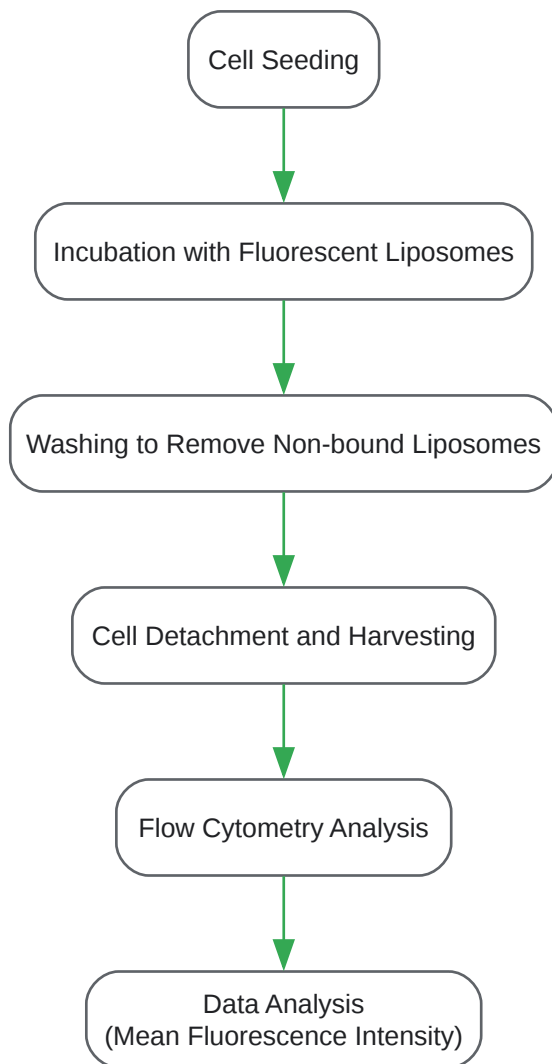 Cell Seeding
Incubation with Fluorescent Liposomes
Washing to Remove Non-bound Liposomes
Cell Detachment and Harvesting
Flow Cytometry Analysis
Data Analysis
(Mean Fluorescence Intensity)